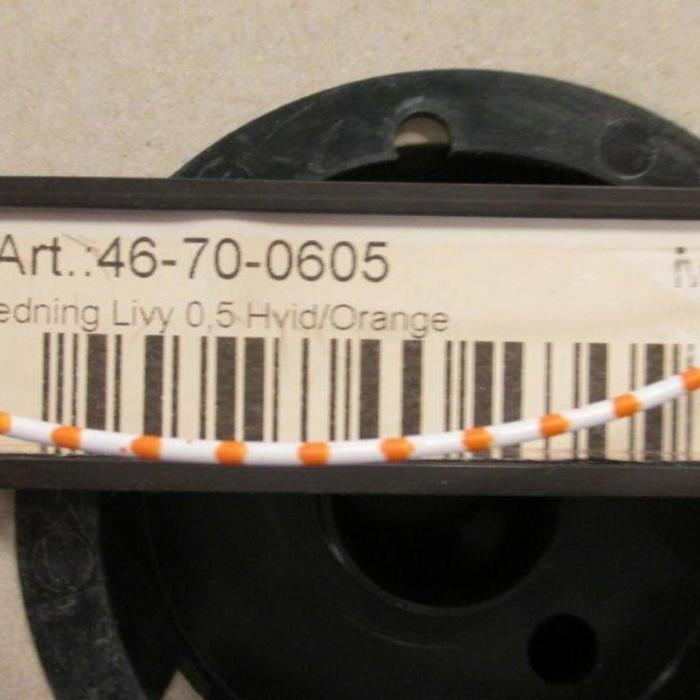 Art.:46-70-0605
edning Livy 0,5 Hvid/Orange